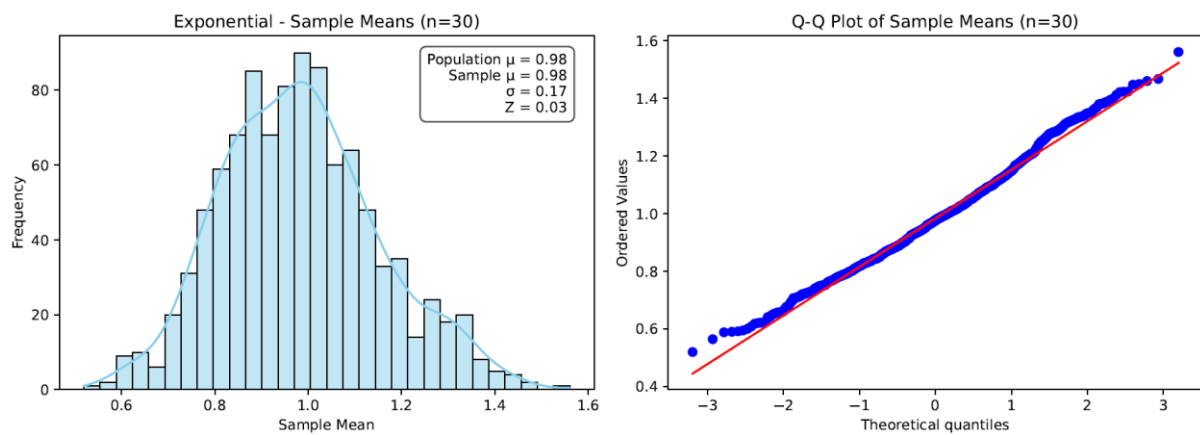 Exponential - Sample Means (n=30)
Population μ = 0.98
Sample μ = 0.98
σ = 0.17
Z = 0.03
Frequency
0
20
40
60
80
0.6 0.8 1.0 1.2 1.4 1.6
Sample Mean
Q-Q Plot of Sample Means (n=30)
Ordered Values
1.6
1.4
1.2
1.0
0.8
0.6
0.4
−3 −2 −1 0 1 2 3
Theoretical quantiles